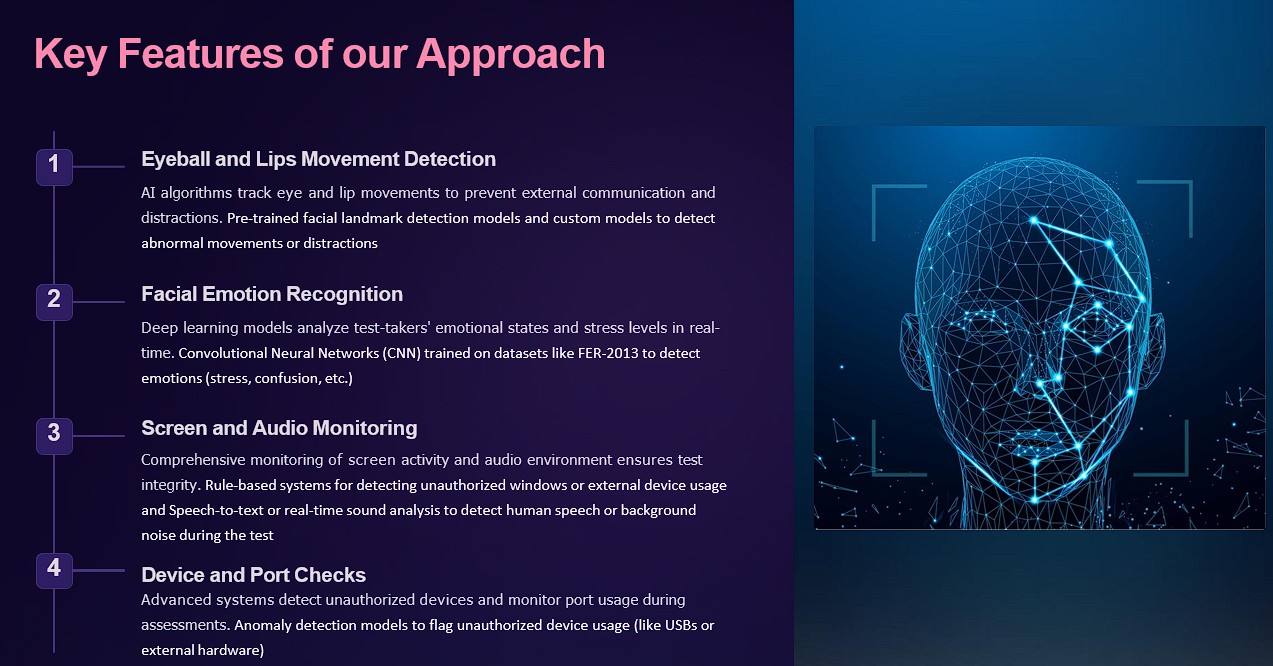 Key Features of our Approach
1
Eyeball and Lips Movement Detection
AI algorithms track eye and lip movements to prevent external communication and
distractions. Pre-trained facial landmark detection models and custom models to detect
abnormal movements or distractions
2
Facial Emotion Recognition
Deep learning models analyze test-takers' emotional states and stress levels in real-
time. Convolutional Neural Networks (CNN) trained on datasets like FER-2013 to detect
emotions (stress, confusion, etc.)
3
Screen and Audio Monitoring
Comprehensive monitoring of screen activity and audio environment ensures test
integrity. Rule-based systems for detecting unauthorized windows or external device usage
and Speech-to-text or real-time sound analysis to detect human speech or background
noise during the test
4
Device and Port Checks
Advanced systems detect unauthorized devices and monitor port usage during
assessments. Anomaly detection models to flag unauthorized device usage (like USBs or
external hardware)